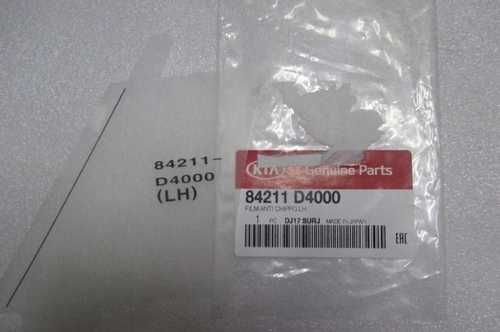 84211-
D4000
(LH)
KIA Genuine Parts
84211 D4000
FILM-ANTI CHIPPG,LH
1 PC DJ17 SURJ MADE IN JAPAN
EAC